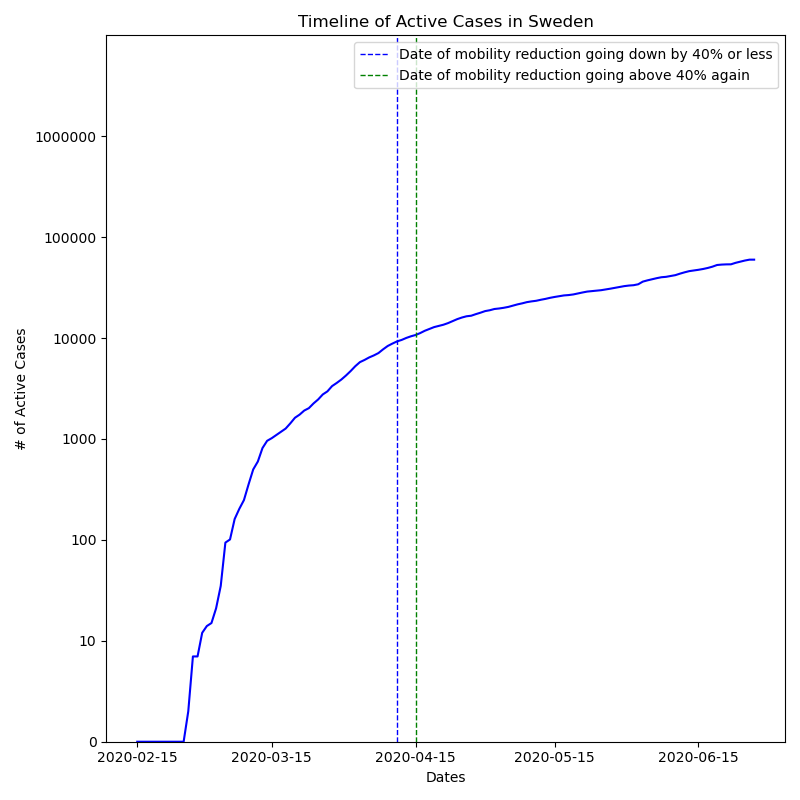 Timeline of Active Cases in Sweden
Date of mobility reduction going down by 40% or less
Date of mobility reduction going above 40% again
# of Active Cases
1000000
100000
10000
1000
100
10
0
2020-02-15 2020-03-15 2020-04-15 2020-05-15 2020-06-15
Dates